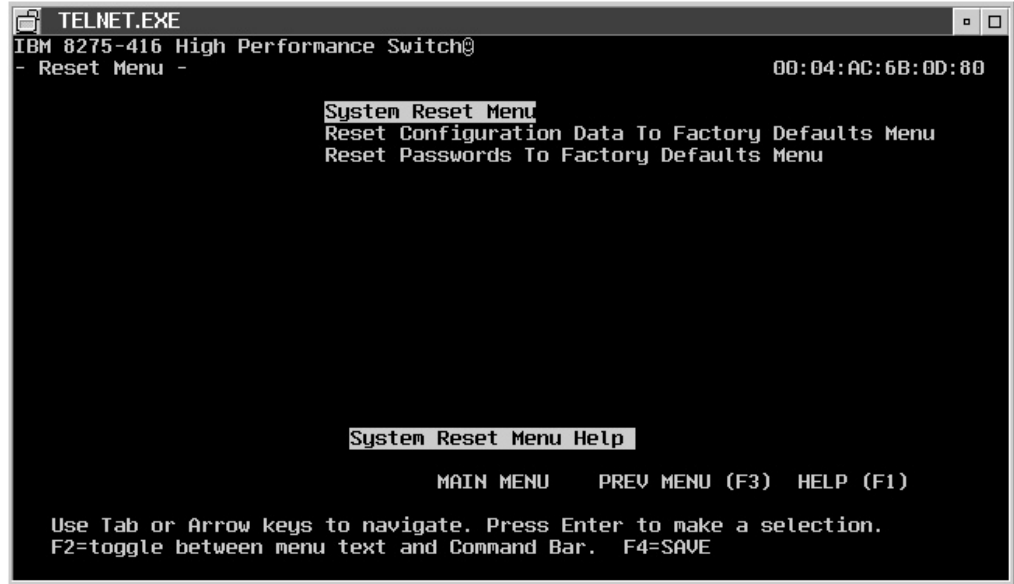 TELNET.EXE
IBM 8275-416 High Performance Switch☺
- Reset Menu - 00:04:AC:6B:0D:80
System Reset Menu
Reset Configuration Data To Factory Defaults Menu
Reset Passwords To Factory Defaults Menu
System Reset Menu Help
MAIN MENU PREV MENU (F3) HELP (F1)
Use Tab or Arrow keys to navigate. Press Enter to make a selection.
F2=toggle between menu text and Command Bar. F4=SAVE